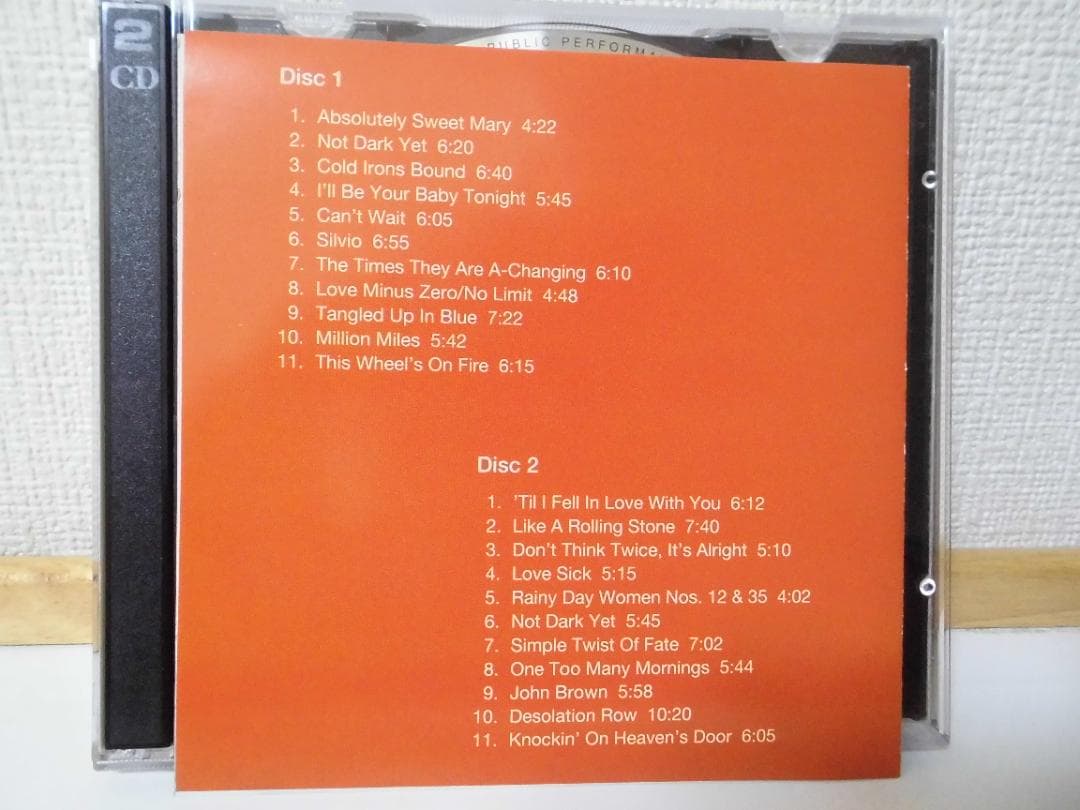 2
CD
PUBLIC PERFORMA
Disc 1
1. Absolutely Sweet Mary 4:22
2. Not Dark Yet 6:20
3. Cold Irons Bound 6:40
4. I'll Be Your Baby Tonight 5:45
5. Can't Wait 6:05
6. Silvio 6:55
7. The Times They Are A-Changing 6:10
8. Love Minus Zero/No Limit 4:48
9. Tangled Up In Blue 7:22
10. Million Miles 5:42
11. This Wheel's On Fire 6:15
Disc 2
1. 'Til I Fell In Love With You 6:12
2. Like A Rolling Stone 7:40
3. Don't Think Twice, It's Alright 5:10
4. Love Sick 5:15
5. Rainy Day Women Nos. 12 & 35 4:02
6. Not Dark Yet 5:45
7. Simple Twist Of Fate 7:02
8. One Too Many Mornings 5:44
9. John Brown 5:58
10. Desolation Row 10:20
11. Knockin' On Heaven's Door 6:05